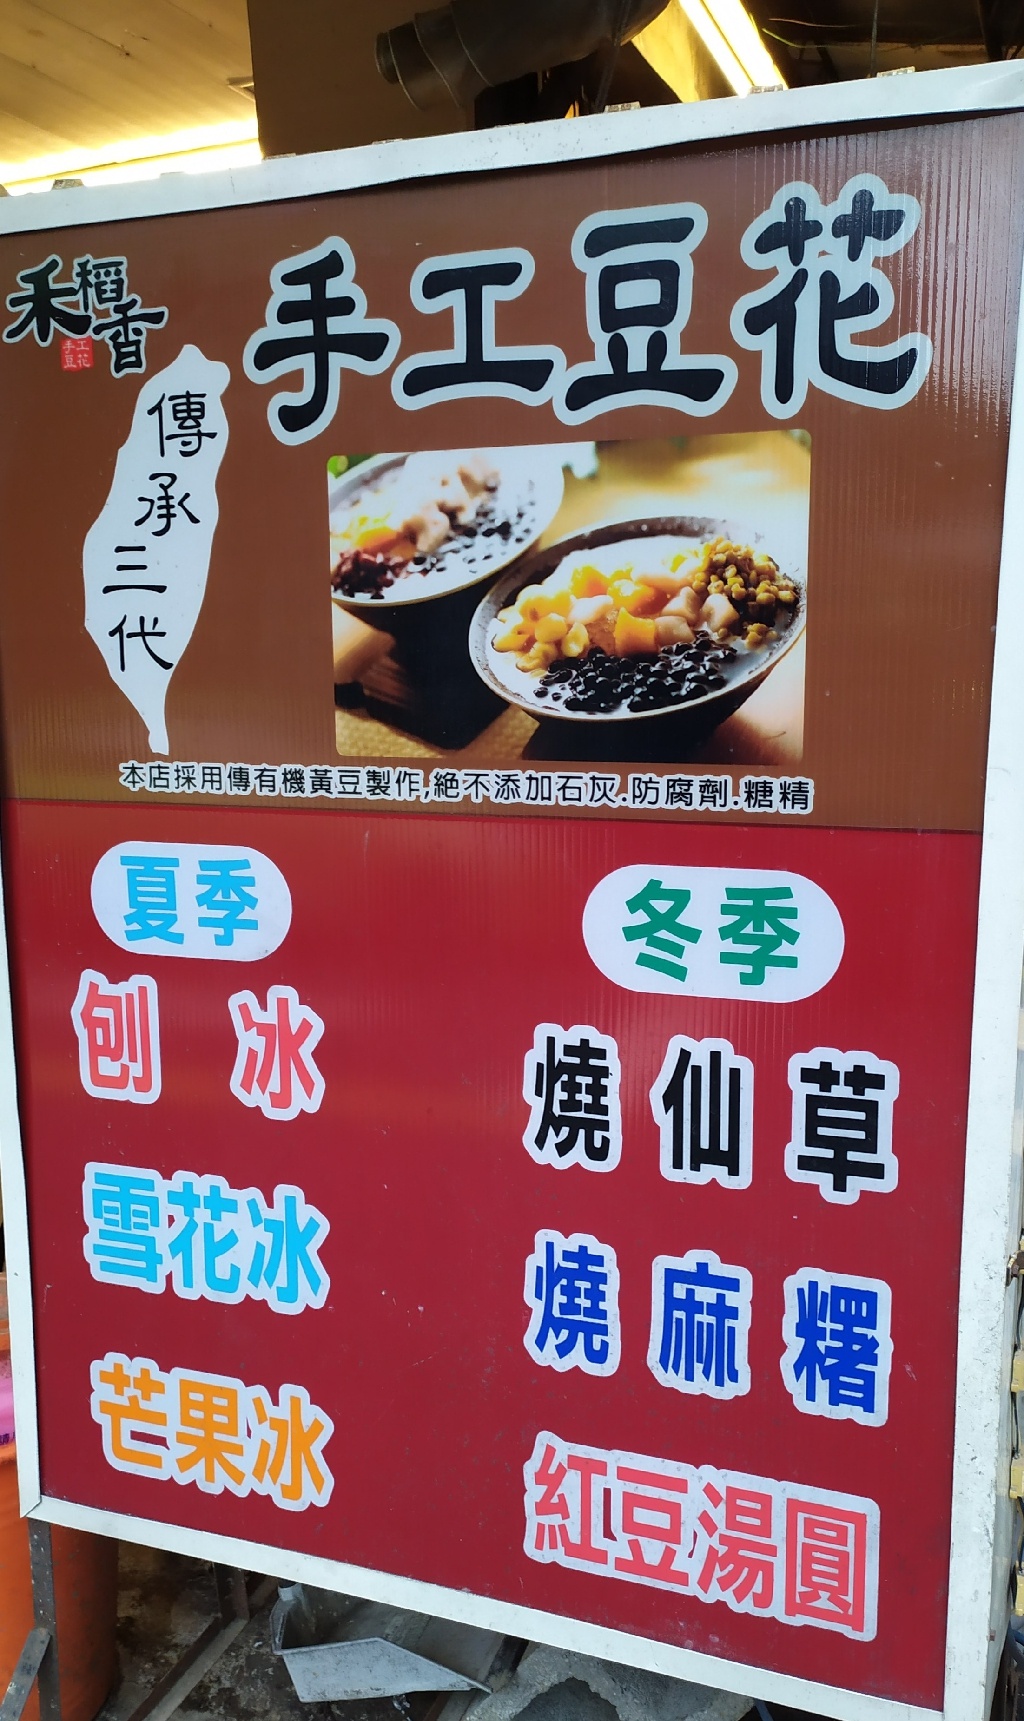 禾稻香
手工
豆花
手工豆花
傳承三代
本店採用傳有機黃豆製作,絕不添加石灰.防腐劑.糖精
夏季
刨冰
雪花冰
芒果冰
冬季
燒仙草
燒麻糬
紅豆湯圓